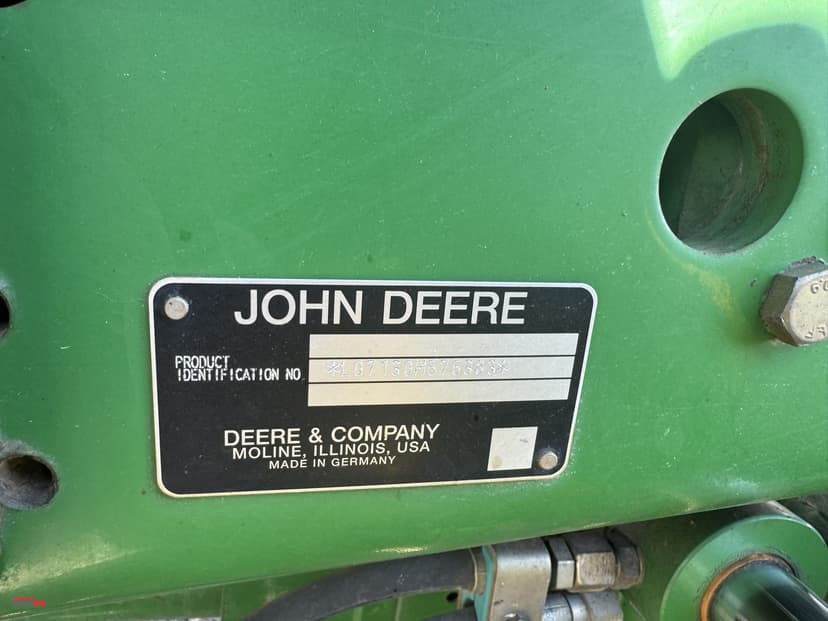 JOHN DEERE
PRODUCT
IDENTIFICATION NO.
DEERE & COMPANY
MOLINE, ILLINOIS, USA
MADE IN GERMANY